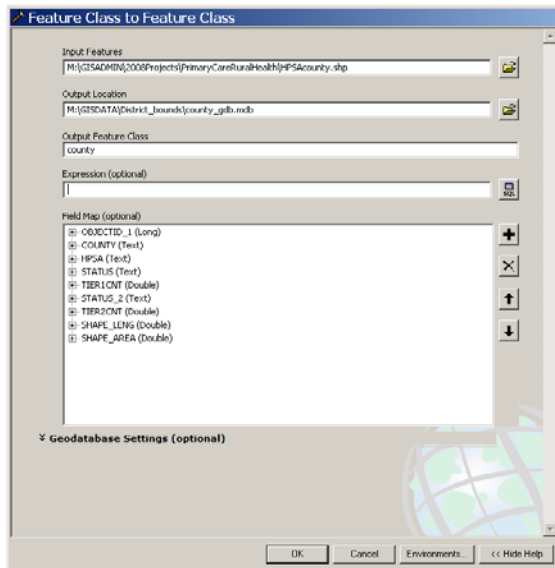 Feature Class to Feature Class
Input Features
M:\GISADMIN\2008Projects\PrimaryCareRuralHealth\HPSAcounty.shp
Output Location
M:\GISDATA\District_bounds\county_gdb.mdb
Output Feature Class
county
Expression (optional)
SQL
Field Map (optional)
OBJECTID_1 (Long)
COUNTY (Text)
HPSA (Text)
STATUS (Text)
TIER1CNT (Double)
STATUS_2 (Text)
TIER2CNT (Double)
SHAPE_LENG (Double)
SHAPE_AREA (Double)
Geodatabase Settings (optional)
OK Cancel Environments... << Hide Help